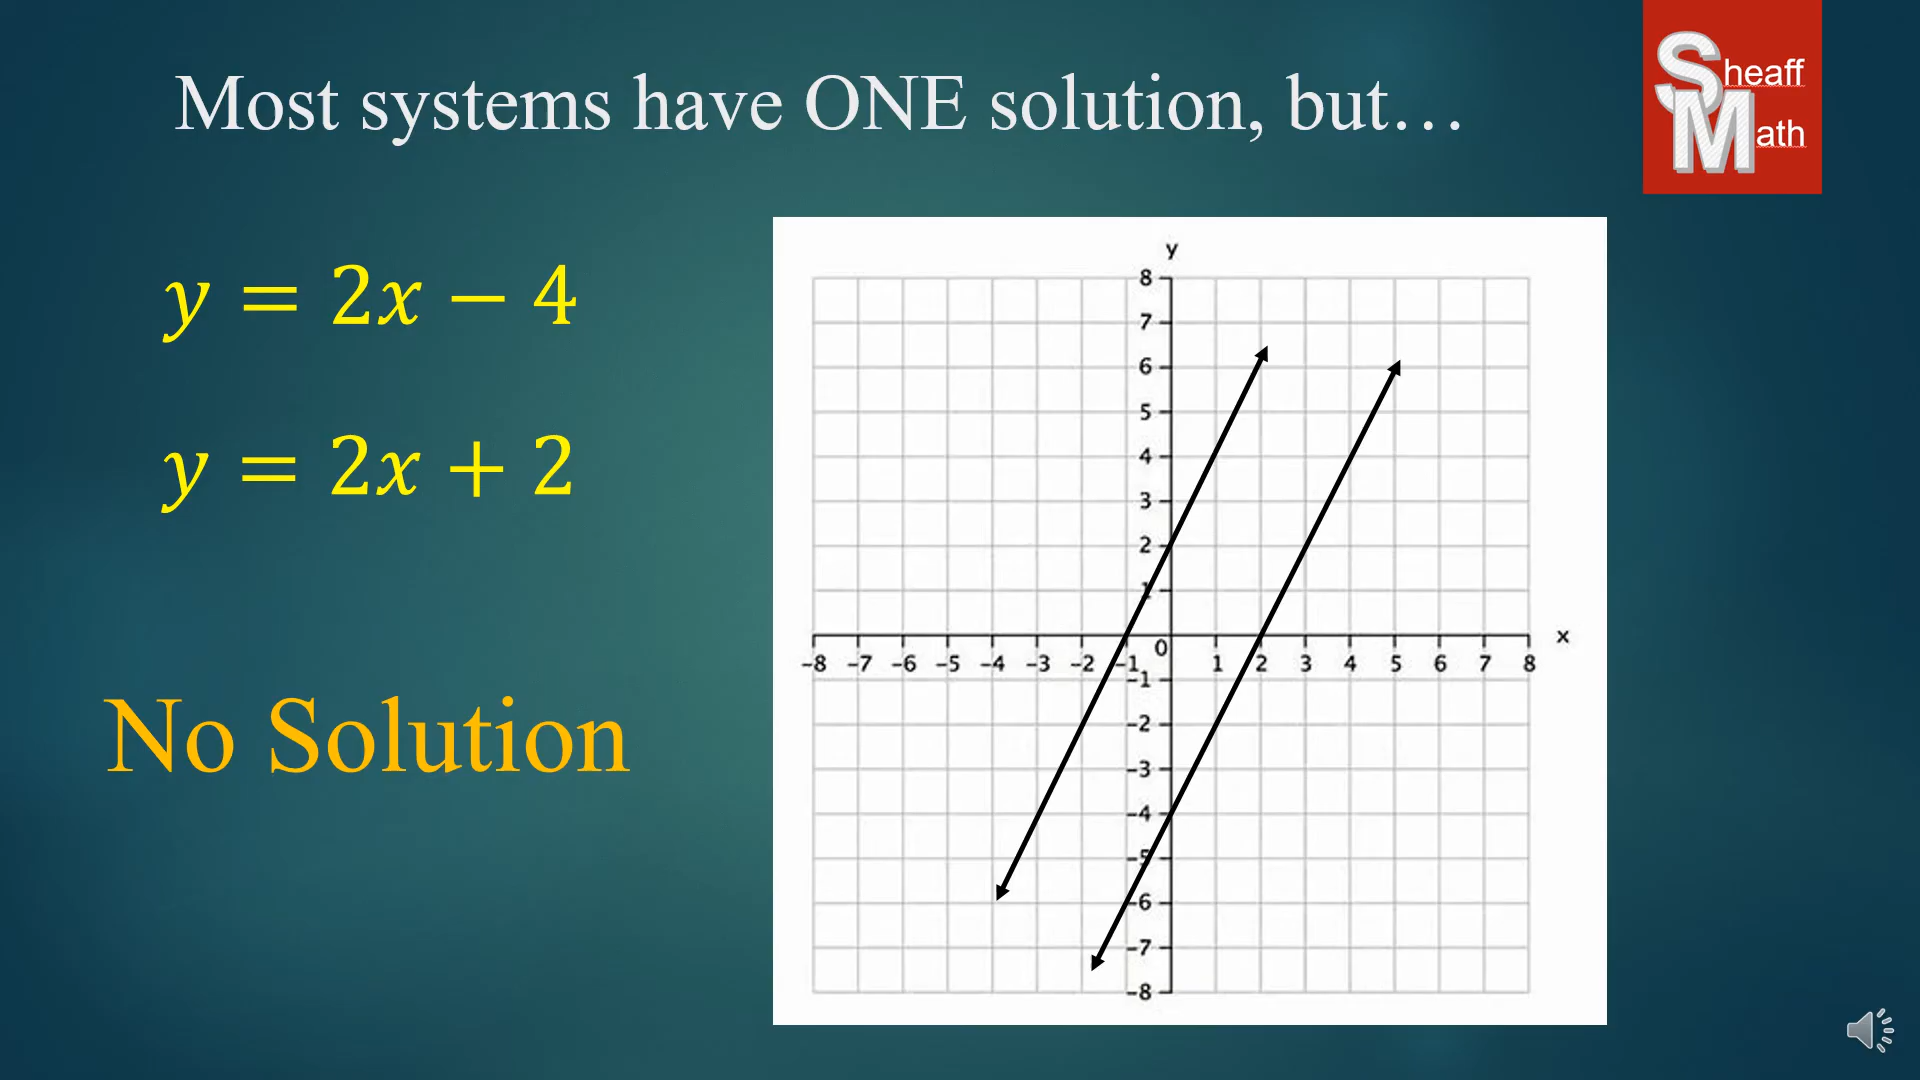 Most systems have ONE solution, but…
Sheaff
Math
y = 2x − 4
y = 2x + 2
No Solution
y
8
7
6
5
4
3
2
1
0
x
−8 −7 −6 −5 −4 −3 −2 −1 1 2 3 4 5 6 7 8
−1
−2
−3
−4
−5
−6
−7
−8